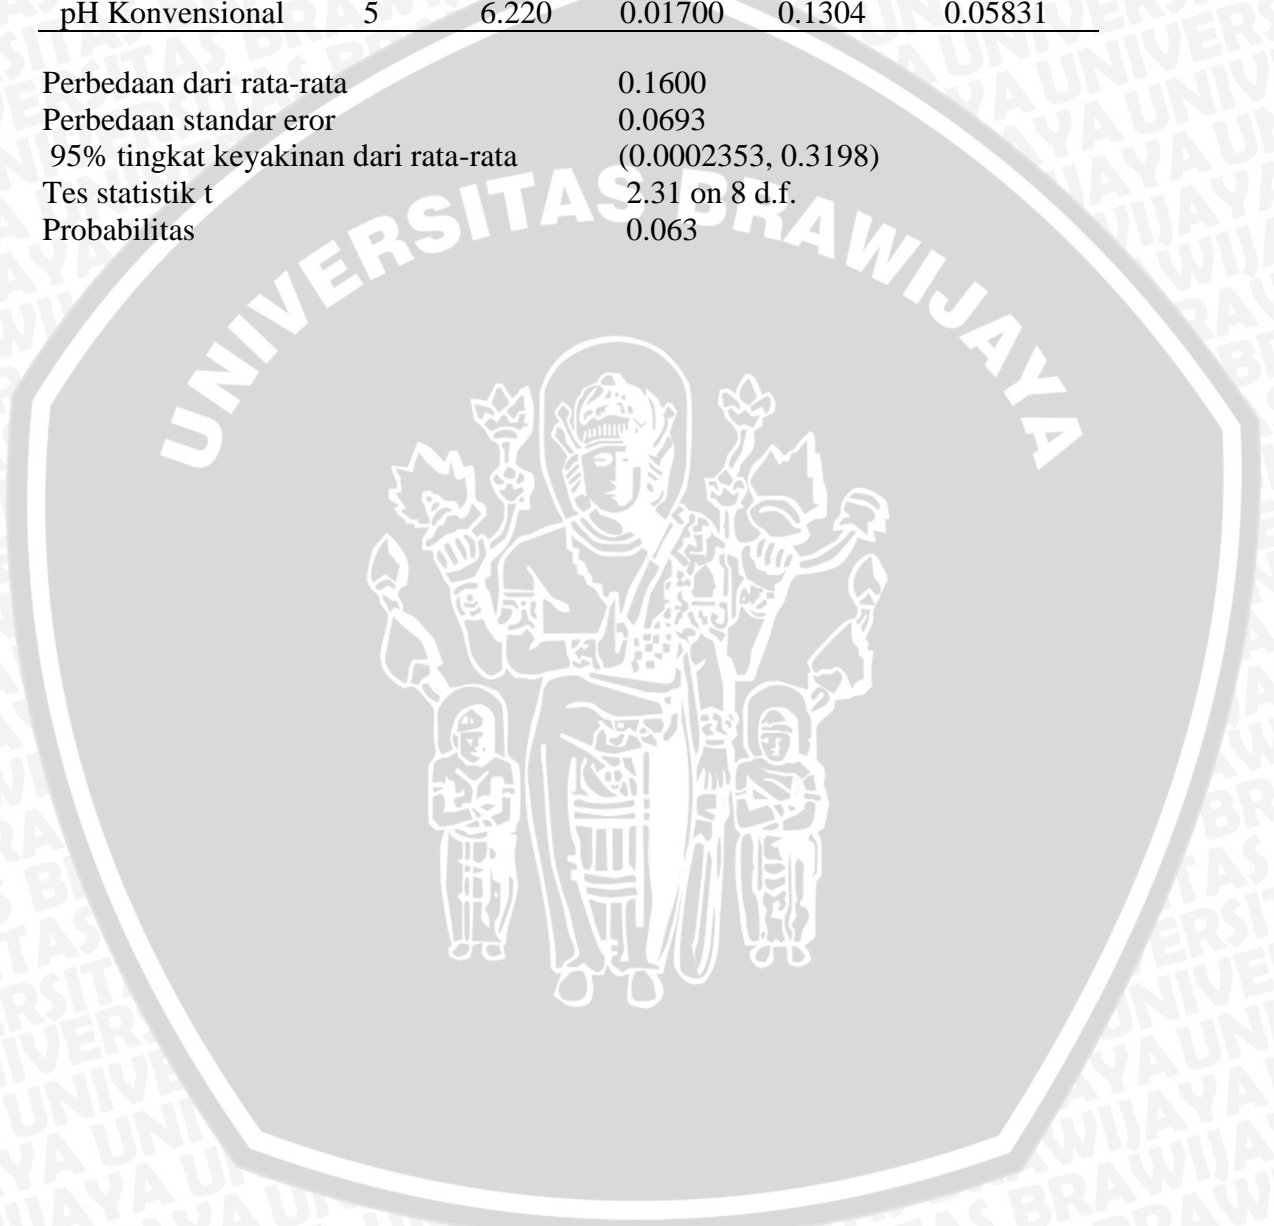 pH Konvensional 5 6.220 0.01700 0.1304 0.05831
Perbedaan dari rata-rata 0.1600
Perbedaan standar eror 0.0693
95% tingkat keyakinan dari rata-rata (0.0002353, 0.3198)
Tes statistik t 2.31 on 8 d.f.
Probabilitas 0.063
UNIVERSITAS BRAWIJAYA